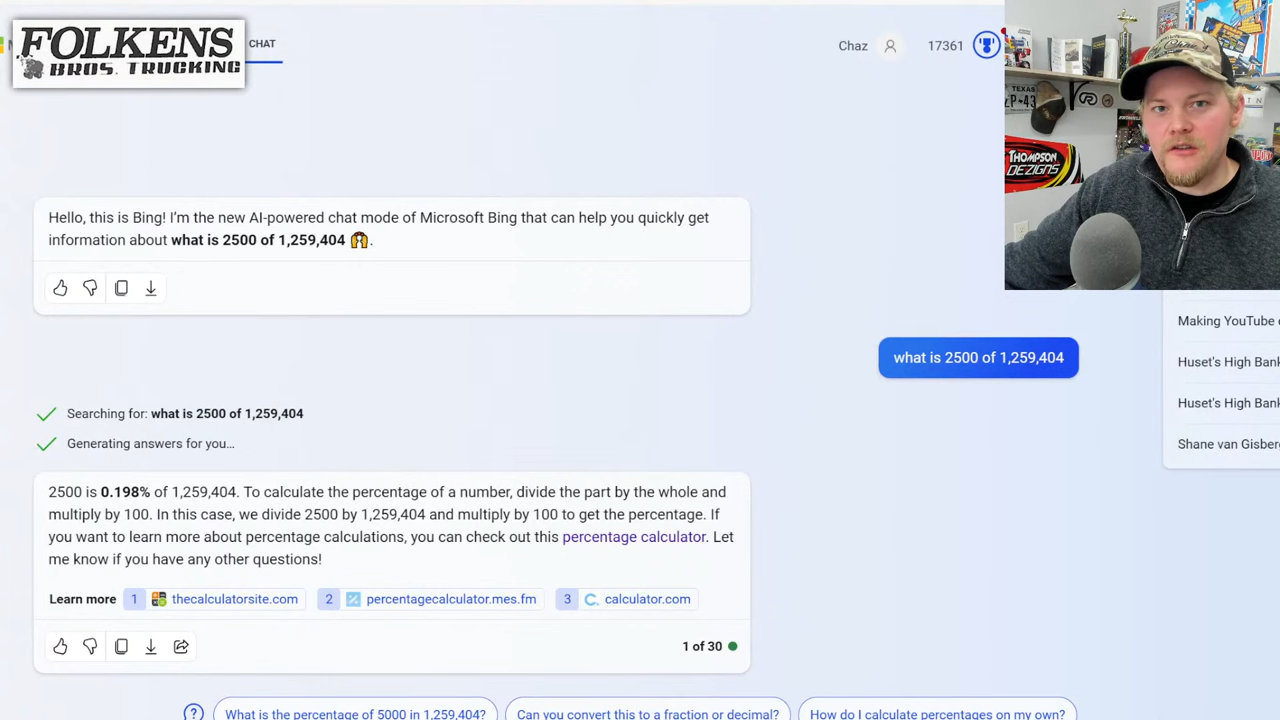 FOLKENS
BROS. TRUCKING
CHAT
Chaz
17361
TEXAS
THOMPSON
DEZIGNS
Hello, this is Bing! I'm the new AI-powered chat mode of Microsoft Bing that can help you quickly get
information about what is 2500 of 1,259,404 🙌.
Making YouTube
what is 2500 of 1,259,404
Huset's High Bank
Huset's High Bank
Shane van Gisberg
Searching for: what is 2500 of 1,259,404
Generating answers for you…
2500 is 0.198% of 1,259,404. To calculate the percentage of a number, divide the part by the whole and
multiply by 100. In this case, we divide 2500 by 1,259,404 and multiply by 100 to get the percentage. If
you want to learn more about percentage calculations, you can check out this percentage calculator. Let
me know if you have any other questions!
Learn more 1 thecalculatorsite.com 2 percentagecalculator.mes.fm 3 calculator.com
1 of 30
What is the percentage of 5000 in 1,259,404?
Can you convert this to a fraction or decimal?
How do I calculate percentages on my own?